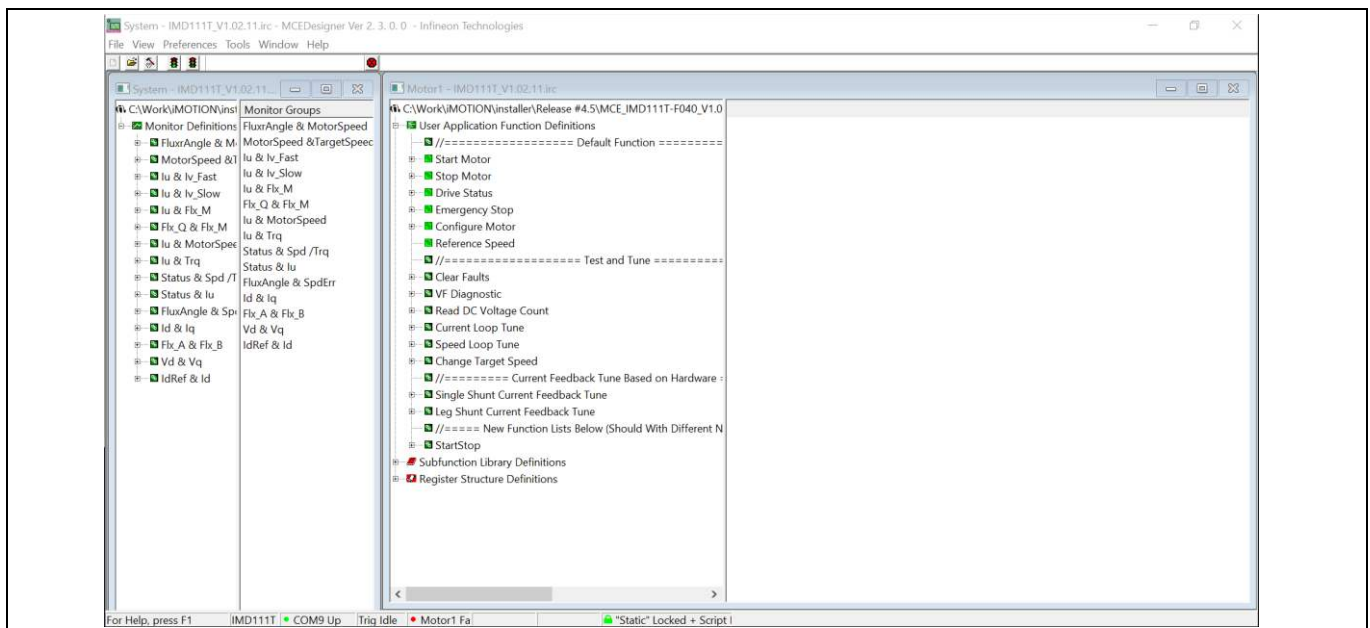 System - IMD111T_V1.02.11.irc - MCEDesigner Ver 2. 3. 0. 0 - Infineon Technologies
File View Preferences Tools Window Help
System - IMD111T_V1.02.11...
C:\Work\iMOTION\inst
Monitor Groups
Monitor Definitions
FluxrAngle & M
MotorSpeed &T
Iu & Iv_Fast
Iu & Iv_Slow
Iu & Flx_M
Flx_Q & Flx_M
Iu & MotorSpee
Iu & Trq
Status & Spd /T
Status & Iu
FluxAngle & Sp
Id & Iq
Flx_A & Flx_B
Vd & Vq
IdRef & Id
FluxrAngle & MotorSpeed
MotorSpeed &TargetSpeed
Iu & Iv_Fast
Iu & Iv_Slow
Iu & Flx_M
Flx_Q & Flx_M
Iu & MotorSpeed
Iu & Trq
Status & Spd /Trq
Status & Iu
FluxAngle & SpdErr
Id & Iq
Flx_A & Flx_B
Vd & Vq
IdRef & Id
Motor1 - IMD111T_V1.02.11.irc
C:\Work\iMOTION\installer\Release #4.5\MCE_IMD111T-F040_V1.0
User Application Function Definitions
//=================== Default Function =========
Start Motor
Stop Motor
Drive Status
Emergency Stop
Configure Motor
Reference Speed
//==================== Test and Tune ==========
Clear Faults
VF Diagnostic
Read DC Voltage Count
Current Loop Tune
Speed Loop Tune
Change Target Speed
//========= Current Feedback Tune Based on Hardware =
Single Shunt Current Feedback Tune
Leg Shunt Current Feedback Tune
//===== New Function Lists Below (Should With Different N
StartStop
Subfunction Library Definitions
Register Structure Definitions
For Help, press F1 IMD111T COM9 Up Trig Idle Motor1 Fa "Static" Locked + Script